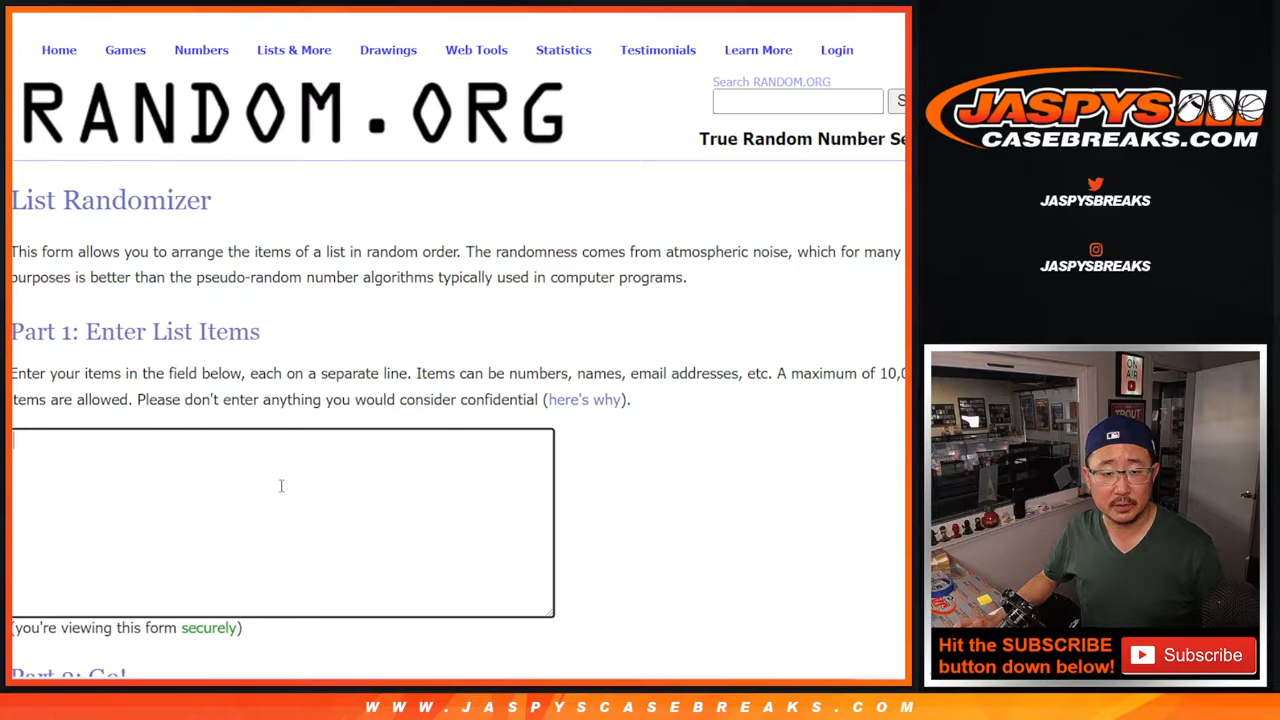 Home Games Numbers Lists & More Drawings Web Tools Statistics Testimonials Learn More Login
RANDOM.ORG
Search RANDOM.ORG
True Random Number Se
List Randomizer
This form allows you to arrange the items of a list in random order. The randomness comes from atmospheric noise, which for many
purposes is better than the pseudo-random number algorithms typically used in computer programs.
Part 1: Enter List Items
Enter your items in the field below, each on a separate line. Items can be numbers, names, email addresses, etc. A maximum of 10,0
items are allowed. Please don't enter anything you would consider confidential (here's why).
(you're viewing this form securely)
Part 2: Go!
JASPYS
CASEBREAKS.COM
JASPYSBREAKS
JASPYSBREAKS
ON AIR
TROUT
Hit the SUBSCRIBE
button down below!
Subscribe
WWW.JASPYSCASEBREAKS.COM